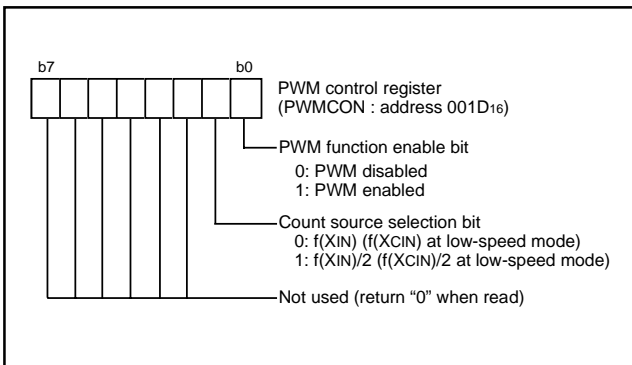 b7 b0
PWM control register
(PWMCON : address 001D16)
PWM function enable bit
0: PWM disabled
1: PWM enabled
Count source selection bit
0: f(XIN) (f(XCIN) at low-speed mode)
1: f(XIN)/2 (f(XCIN)/2 at low-speed mode)
Not used (return “0” when read)